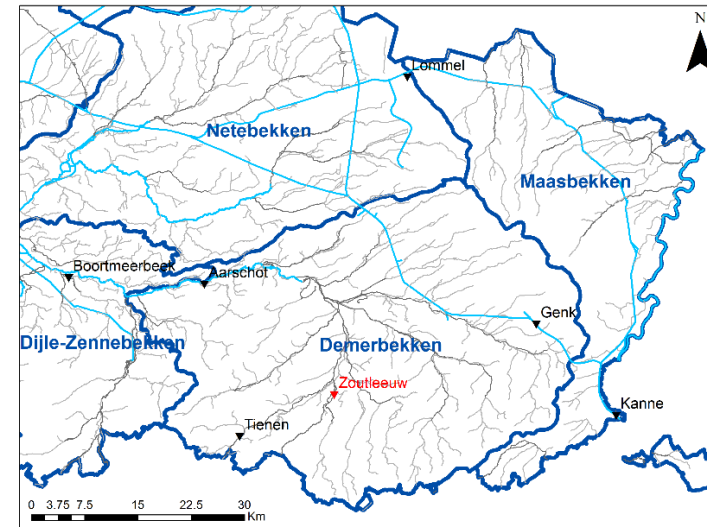 N
Lommel
Netebekken
Maasbekken
Boortmeerbeek
Aarschot
Genk
Dijle-Zennebekken
Demerbekken
Zoutleeuw
Kanne
Tienen
0 3.75 7.5 15 22.5 30
Km